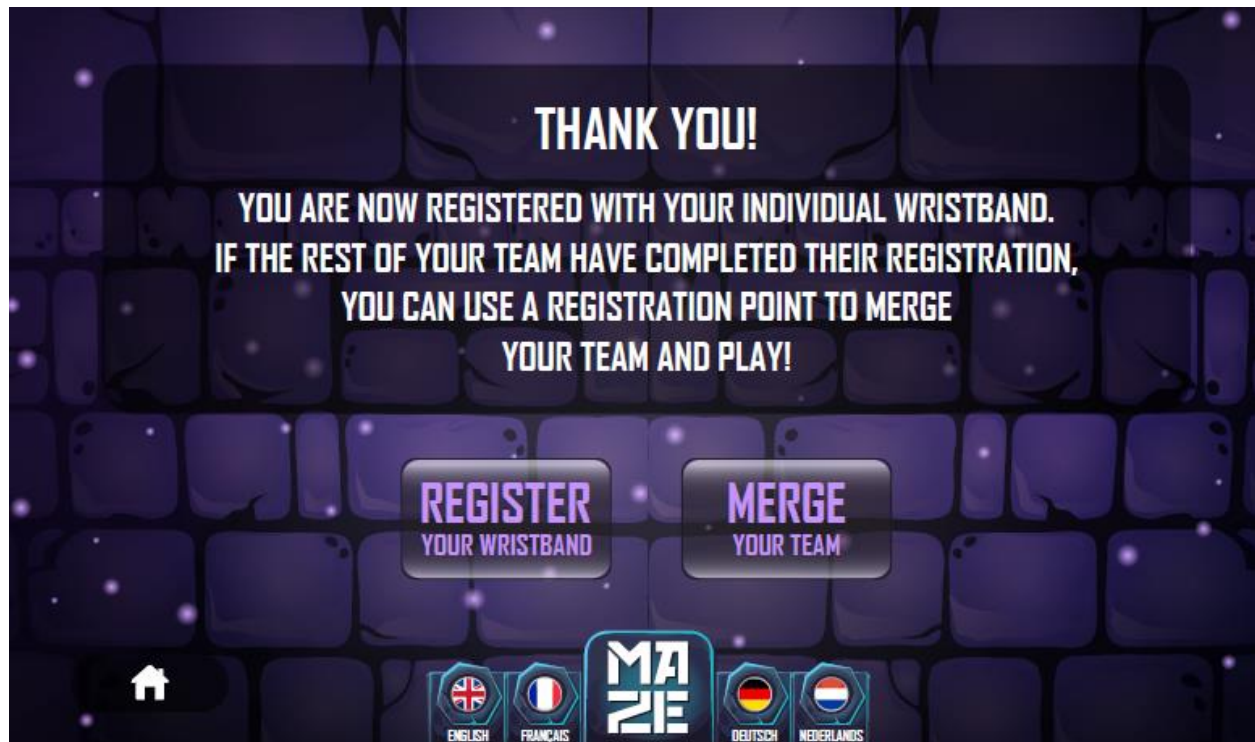 THANK YOU!
YOU ARE NOW REGISTERED WITH YOUR INDIVIDUAL WRISTBAND.
IF THE REST OF YOUR TEAM HAVE COMPLETED THEIR REGISTRATION,
YOU CAN USE A REGISTRATION POINT TO MERGE
YOUR TEAM AND PLAY!
REGISTER
YOUR WRISTBAND
MERGE
YOUR TEAM
MA
ZE
ENGLISH
FRANÇAIS
DEUTSCH
NEDERLANDS